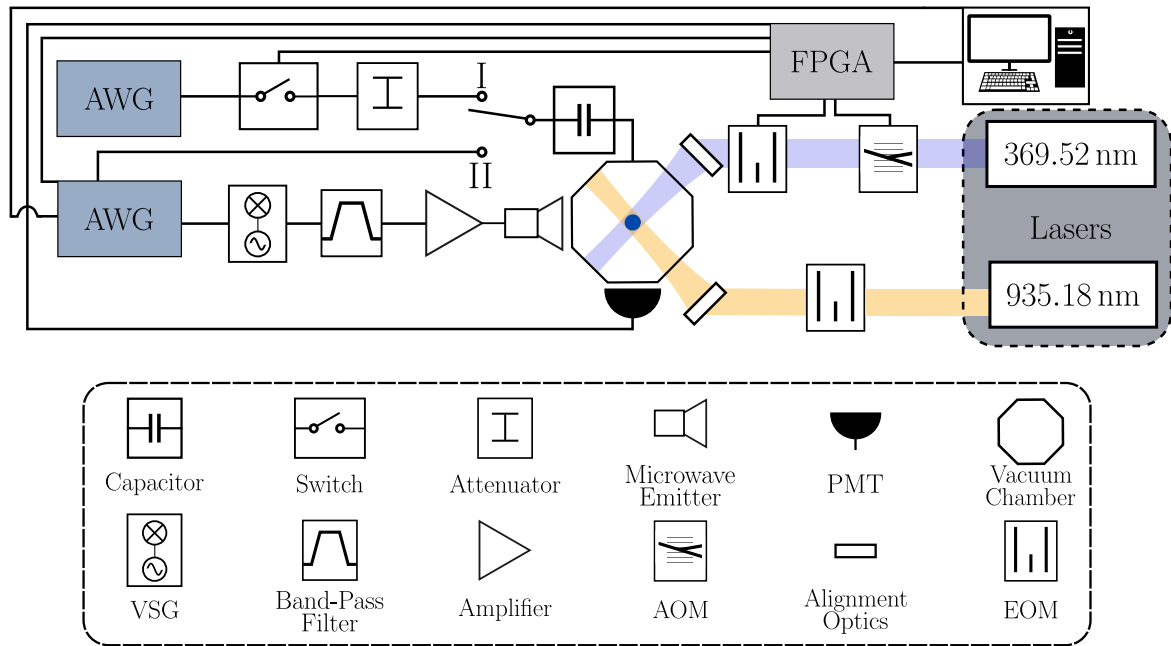 FPGA
AWG
I
369.52 nm
II
AWG
Lasers
935.18 nm
Capacitor
Switch
Attenuator
Microwave
Emitter
PMT
Vacuum
Chamber
VSG
Band-Pass
Filter
Amplifier
AOM
Alignment
Optics
EOM